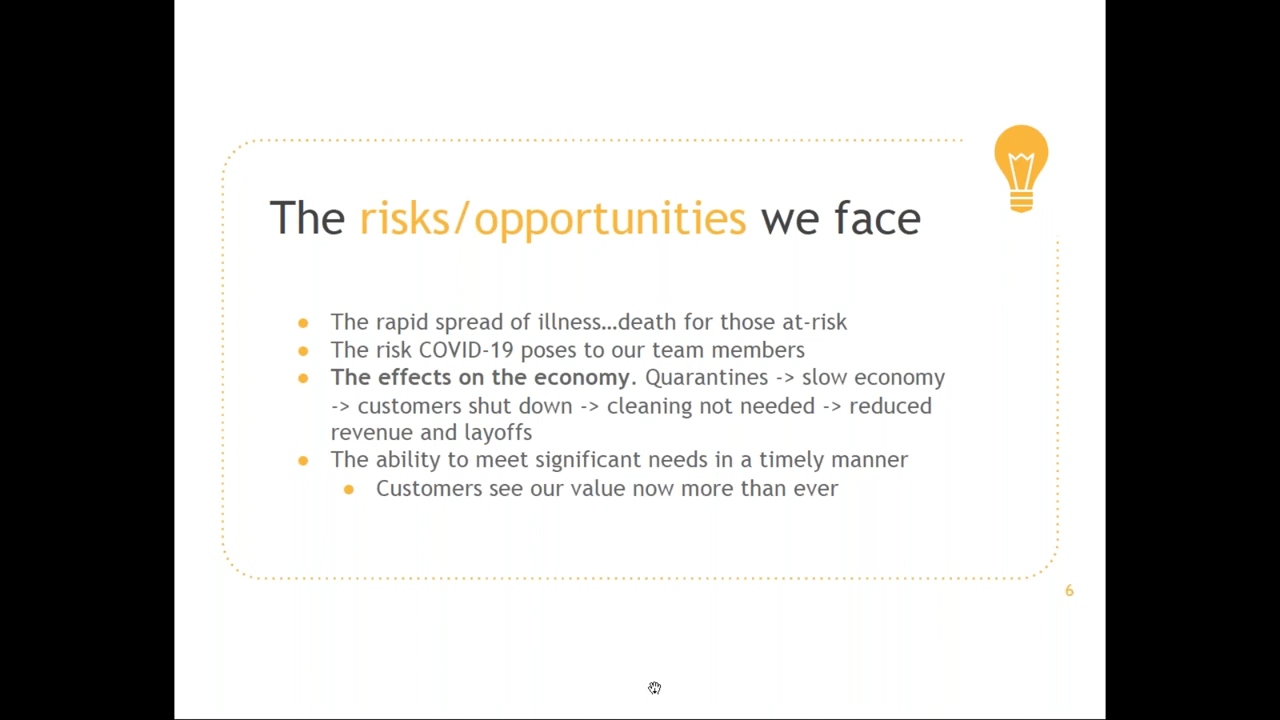 The risks/opportunities we face
● The rapid spread of illness…death for those at-risk
● The risk COVID-19 poses to our team members
● The effects on the economy. Quarantines -> slow economy
-> customers shut down -> cleaning not needed -> reduced
revenue and layoffs
● The ability to meet significant needs in a timely manner
● Customers see our value now more than ever
6